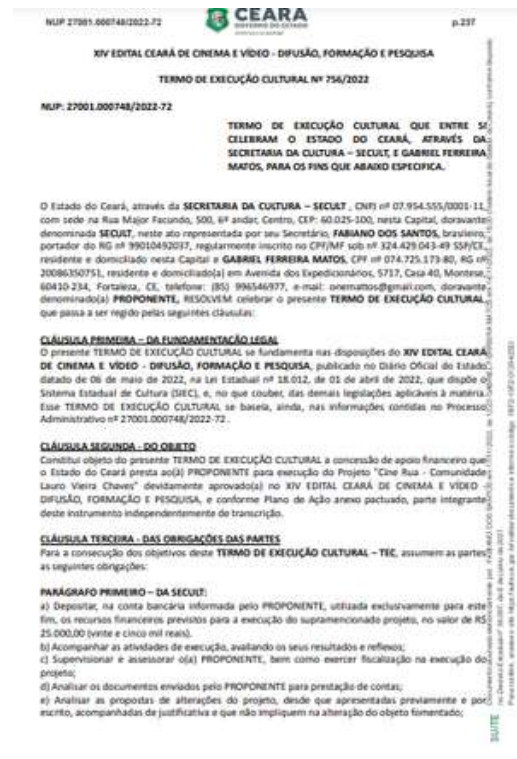 NUP 27001.000748/2022-72
CEARÁ
GOVERNO DO ESTADO
p.237
XIV EDITAL CEARÁ DE CINEMA E VÍDEO - DIFUSÃO, FORMAÇÃO E PESQUISA
TERMO DE EXECUÇÃO CULTURAL Nº 756/2022
NUP: 27001.000748/2022-72
TERMO DE EXECUÇÃO CULTURAL QUE ENTRE SI
CELEBRAM O ESTADO DO CEARÁ, ATRAVÉS DA
SECRETARIA DA CULTURA – SECULT, E GABRIEL FERREIRA
MATOS, PARA OS FINS QUE ABAIXO ESPECIFICA.
O Estado do Ceará, através da SECRETARIA DA CULTURA – SECULT , CNPJ nº 07.954.555/0001-11,
com sede na Rua Major Facundo, 500, 6º andar, Centro, CEP: 60.025-100, nesta Capital, doravante
denominada SECULT, neste ato representada por seu Secretário, FABIANO DOS SANTOS, brasileiro,
portador do RG nº 99010492037, regularmente inscrito no CPF/MF sob nº 324.429.043-49 SSP/CE,
residente e domiciliado nesta Capital e GABRIEL FERREIRA MATOS, CPF nº 074.725.173-80, RG nº
20086350751, residente e domiciliado(a) em Avenida dos Expedicionários, 5717, Casa 40, Montese,
60410-234, Fortaleza, CE, telefone: (85) 996546977, e-mail: onemattos@gmail.com, doravante
denominado(a) PROPONENTE, RESOLVEM celebrar o presente TERMO DE EXECUÇÃO CULTURAL,
que passa a ser regido pelas seguintes cláusulas:
CLÁUSULA PRIMEIRA – DA FUNDAMENTAÇÃO LEGAL
O presente TERMO DE EXECUÇÃO CULTURAL se fundamenta nas disposições do XIV EDITAL CEARÁ
DE CINEMA E VÍDEO - DIFUSÃO, FORMAÇÃO E PESQUISA, publicado no Diário Oficial do Estado
datado de 06 de maio de 2022, na Lei Estadual nº 18.012, de 01 de abril de 2022, que dispõe o
Sistema Estadual de Cultura (SIEC), e, no que couber, das demais legislações aplicáveis à matéria.
Esse TERMO DE EXECUÇÃO CULTURAL se baseia, ainda, nas informações contidas no Processo
Administrativo nº 27001.000748/2022-72 .
CLÁUSULA SEGUNDA - DO OBJETO
Constitui objeto do presente TERMO DE EXECUÇÃO CULTURAL a concessão de apoio financeiro que
o Estado do Ceará presta ao(à) PROPONENTE para execução do Projeto "Cine Rua - Comunidade
Lauro Vieira Chaves" devidamente aprovado(a) no XIV EDITAL CEARÁ DE CINEMA E VÍDEO -
DIFUSÃO, FORMAÇÃO E PESQUISA, e conforme Plano de Ação anexo pactuado, parte integrante
deste instrumento independentemente de transcrição.
CLÁUSULA TERCEIRA - DAS OBRIGAÇÕES DAS PARTES
Para a consecução dos objetivos deste TERMO DE EXECUÇÃO CULTURAL – TEC, assumem as partes
as seguintes obrigações:
PARÁGRAFO PRIMEIRO – DA SECULT:
a) Depositar, na conta bancária informada pelo PROPONENTE, utilizada exclusivamente para este
fim, os recursos financeiros previstos para a execução do supramencionado projeto, no valor de R$
25.000,00 (vinte e cinco mil reais).
b) Acompanhar as atividades de execução, avaliando os seus resultados e reflexos;
c) Supervisionar e assessorar o(a) PROPONENTE, bem como exercer fiscalização na execução do
projeto;
d) Analisar os documentos enviados pelo PROPONENTE para prestação de contas;
e) Analisar as propostas de alterações do projeto, desde que apresentadas previamente e por
escrito, acompanhadas de justificativa e que não impliquem na alteração do objeto fomentado;
SUITE